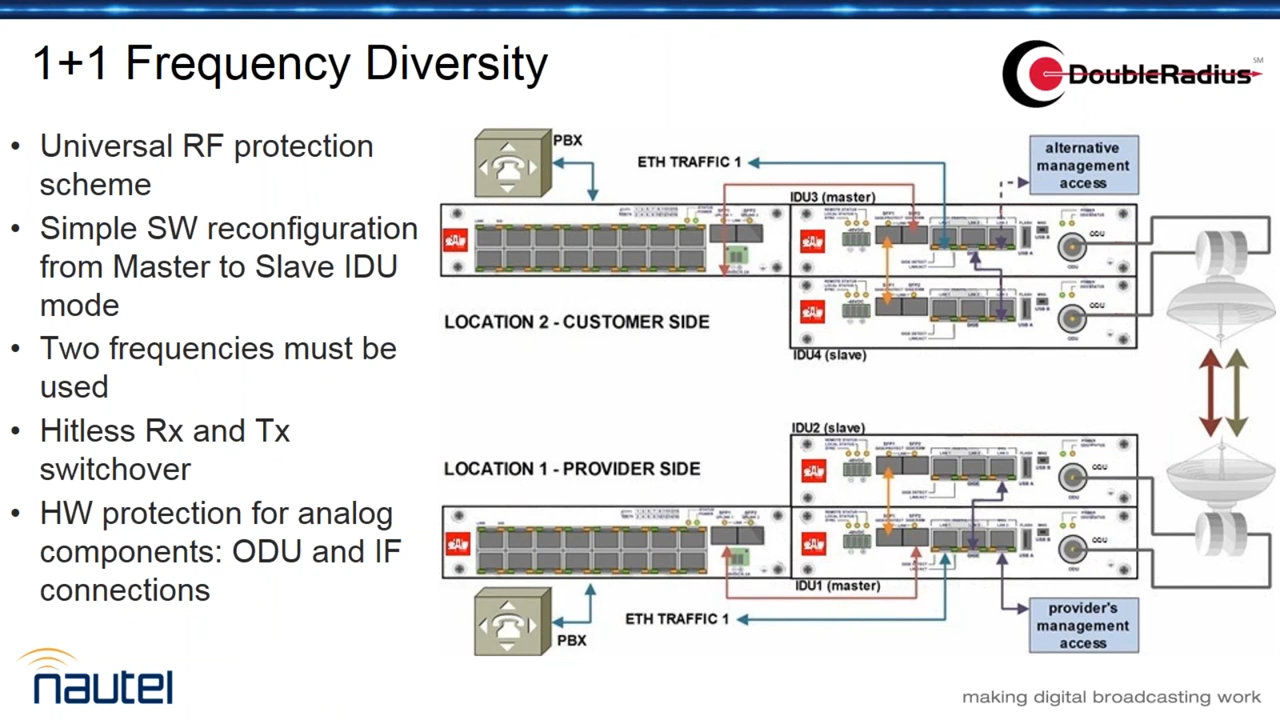 1+1 Frequency Diversity
DoubleRadius SM
• Universal RF protection
scheme
• Simple SW reconfiguration
from Master to Slave IDU
mode
• Two frequencies must be
used
• Hitless Rx and Tx
switchover
• HW protection for analog
components: ODU and IF
connections
PBX
ETH TRAFFIC 1
alternative
management
access
IDU3 (master)
ODU
LOCATION 2 - CUSTOMER SIDE
ODU
IDU4 (slave)
IDU2 (slave)
ODU
LOCATION 1 - PROVIDER SIDE
ODU
IDU1 (master)
ETH TRAFFIC 1
PBX
provider's
management
access
nautel
making digital broadcasting work